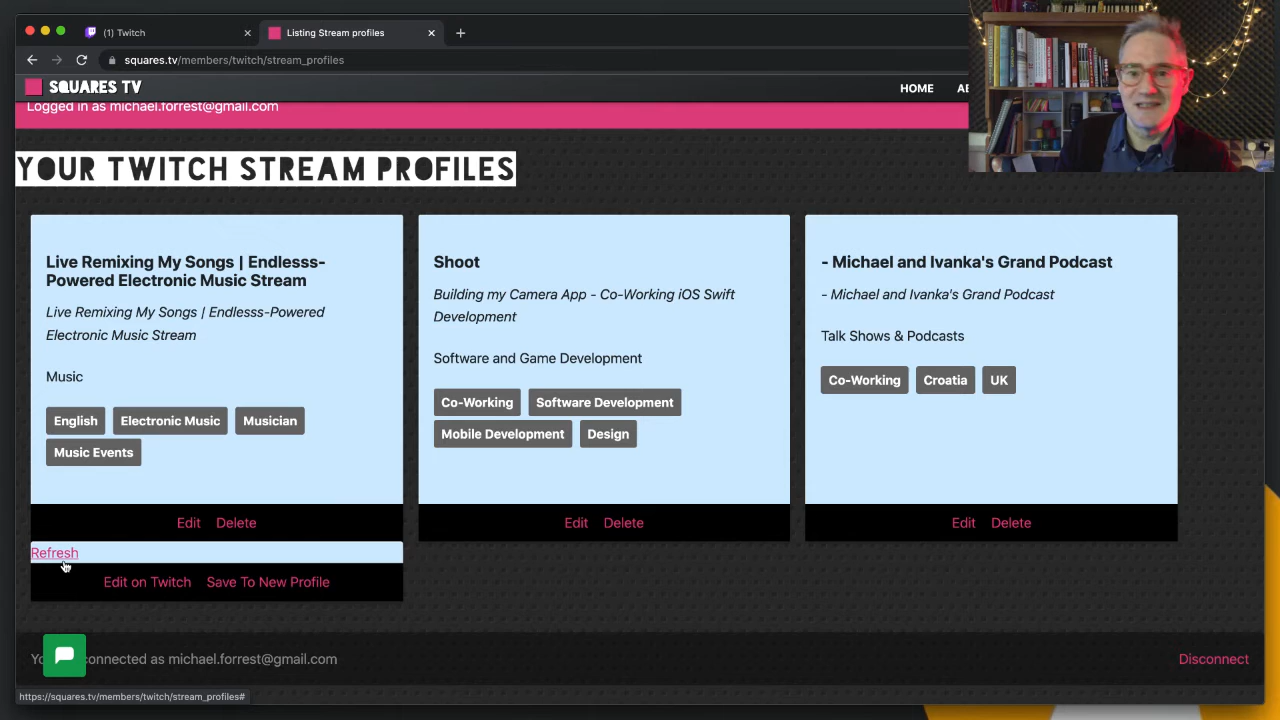 (1) Twitch
Listing Stream profiles
squares.tv/members/twitch/stream_profiles
SQUARES TV
HOME
Logged in as michael.forrest@gmail.com
YOUR TWITCH STREAM PROFILES
Live Remixing My Songs | Endlesss-
Powered Electronic Music Stream
Live Remixing My Songs | Endlesss-Powered
Electronic Music Stream
Music
English Electronic Music Musician
Music Events
Edit Delete
Shoot
Building my Camera App - Co-Working iOS Swift
Development
Software and Game Development
Co-Working Software Development
Mobile Development Design
Edit Delete
- Michael and Ivanka's Grand Podcast
- Michael and Ivanka's Grand Podcast
Talk Shows & Podcasts
Co-Working Croatia UK
Edit Delete
Refresh
Edit on Twitch Save To New Profile
connected as michael.forrest@gmail.com
Disconnect
https://squares.tv/members/twitch/stream_profiles#